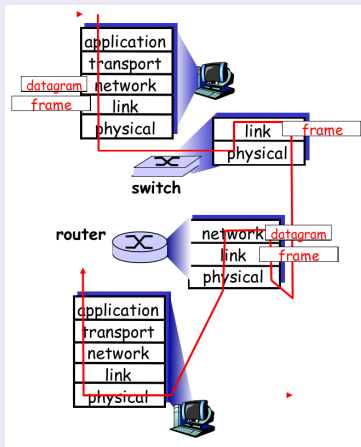 application
transport
datagram network
frame link
physical
link frame
physical
switch
router
network datagram
link frame
physical
application
transport
network
link
physical